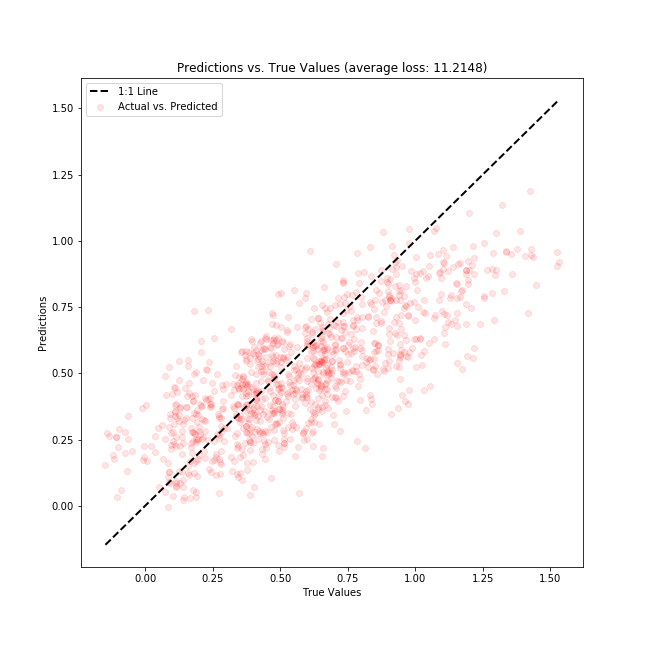 Predictions vs. True Values (average loss: 11.2148)
1:1 Line
Actual vs. Predicted
1.50
1.25
1.00
0.75
0.50
0.25
0.00
Predictions
0.00 0.25 0.50 0.75 1.00 1.25 1.50
True Values